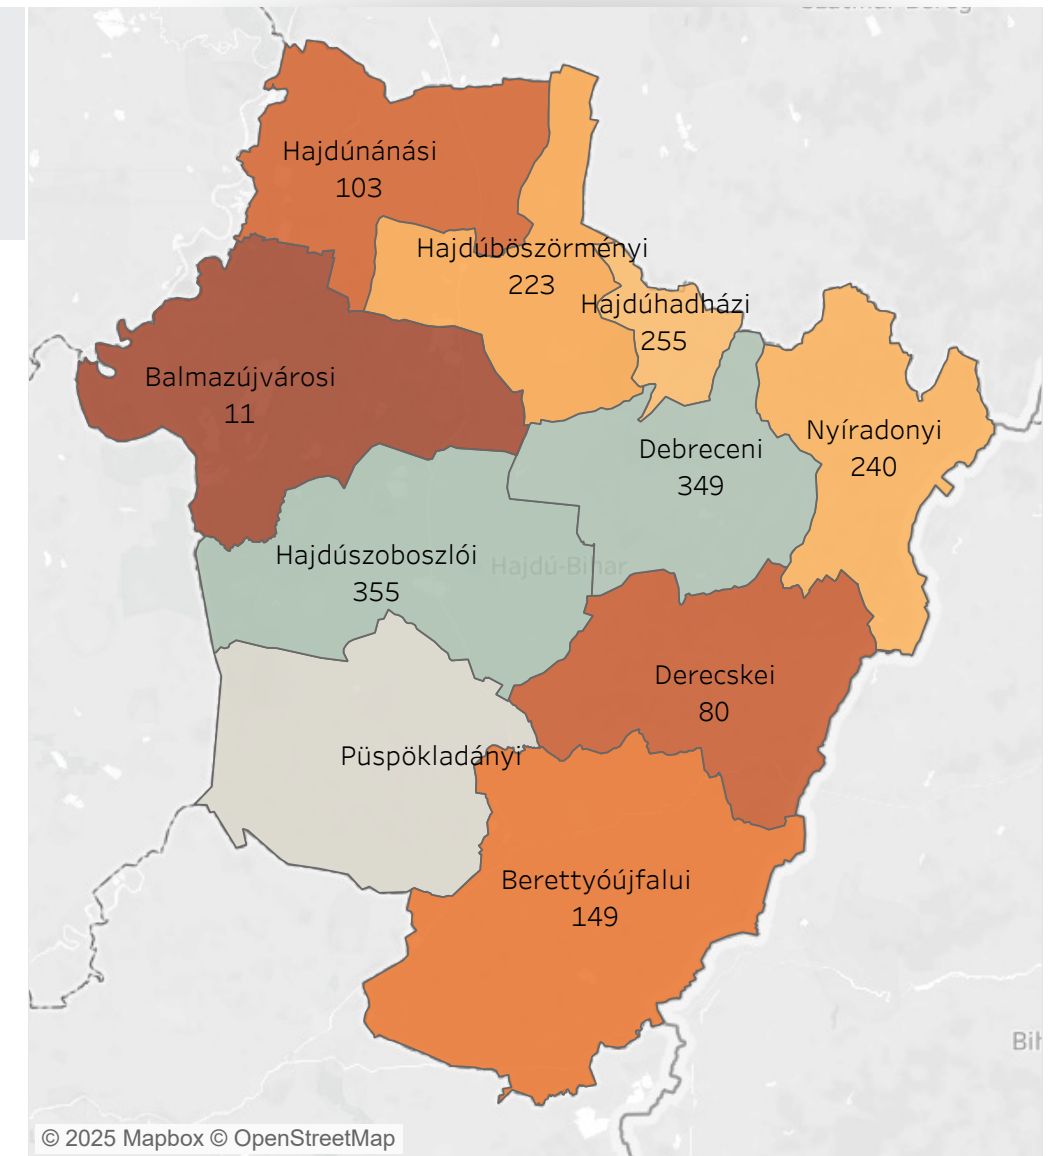 Hajdúnánási
103
Hajdúböszörményi
223
Hajdúhadházi
255
Balmazújvárosi
11
Nyíradonyi
240
Debreceni
349
Hajdúszoboszlói
355
Hajdú-Bihar
Derecskei
80
Püspökladányi
Berettyóújfalui
149
Bih
© 2025 Mapbox © OpenStreetMap